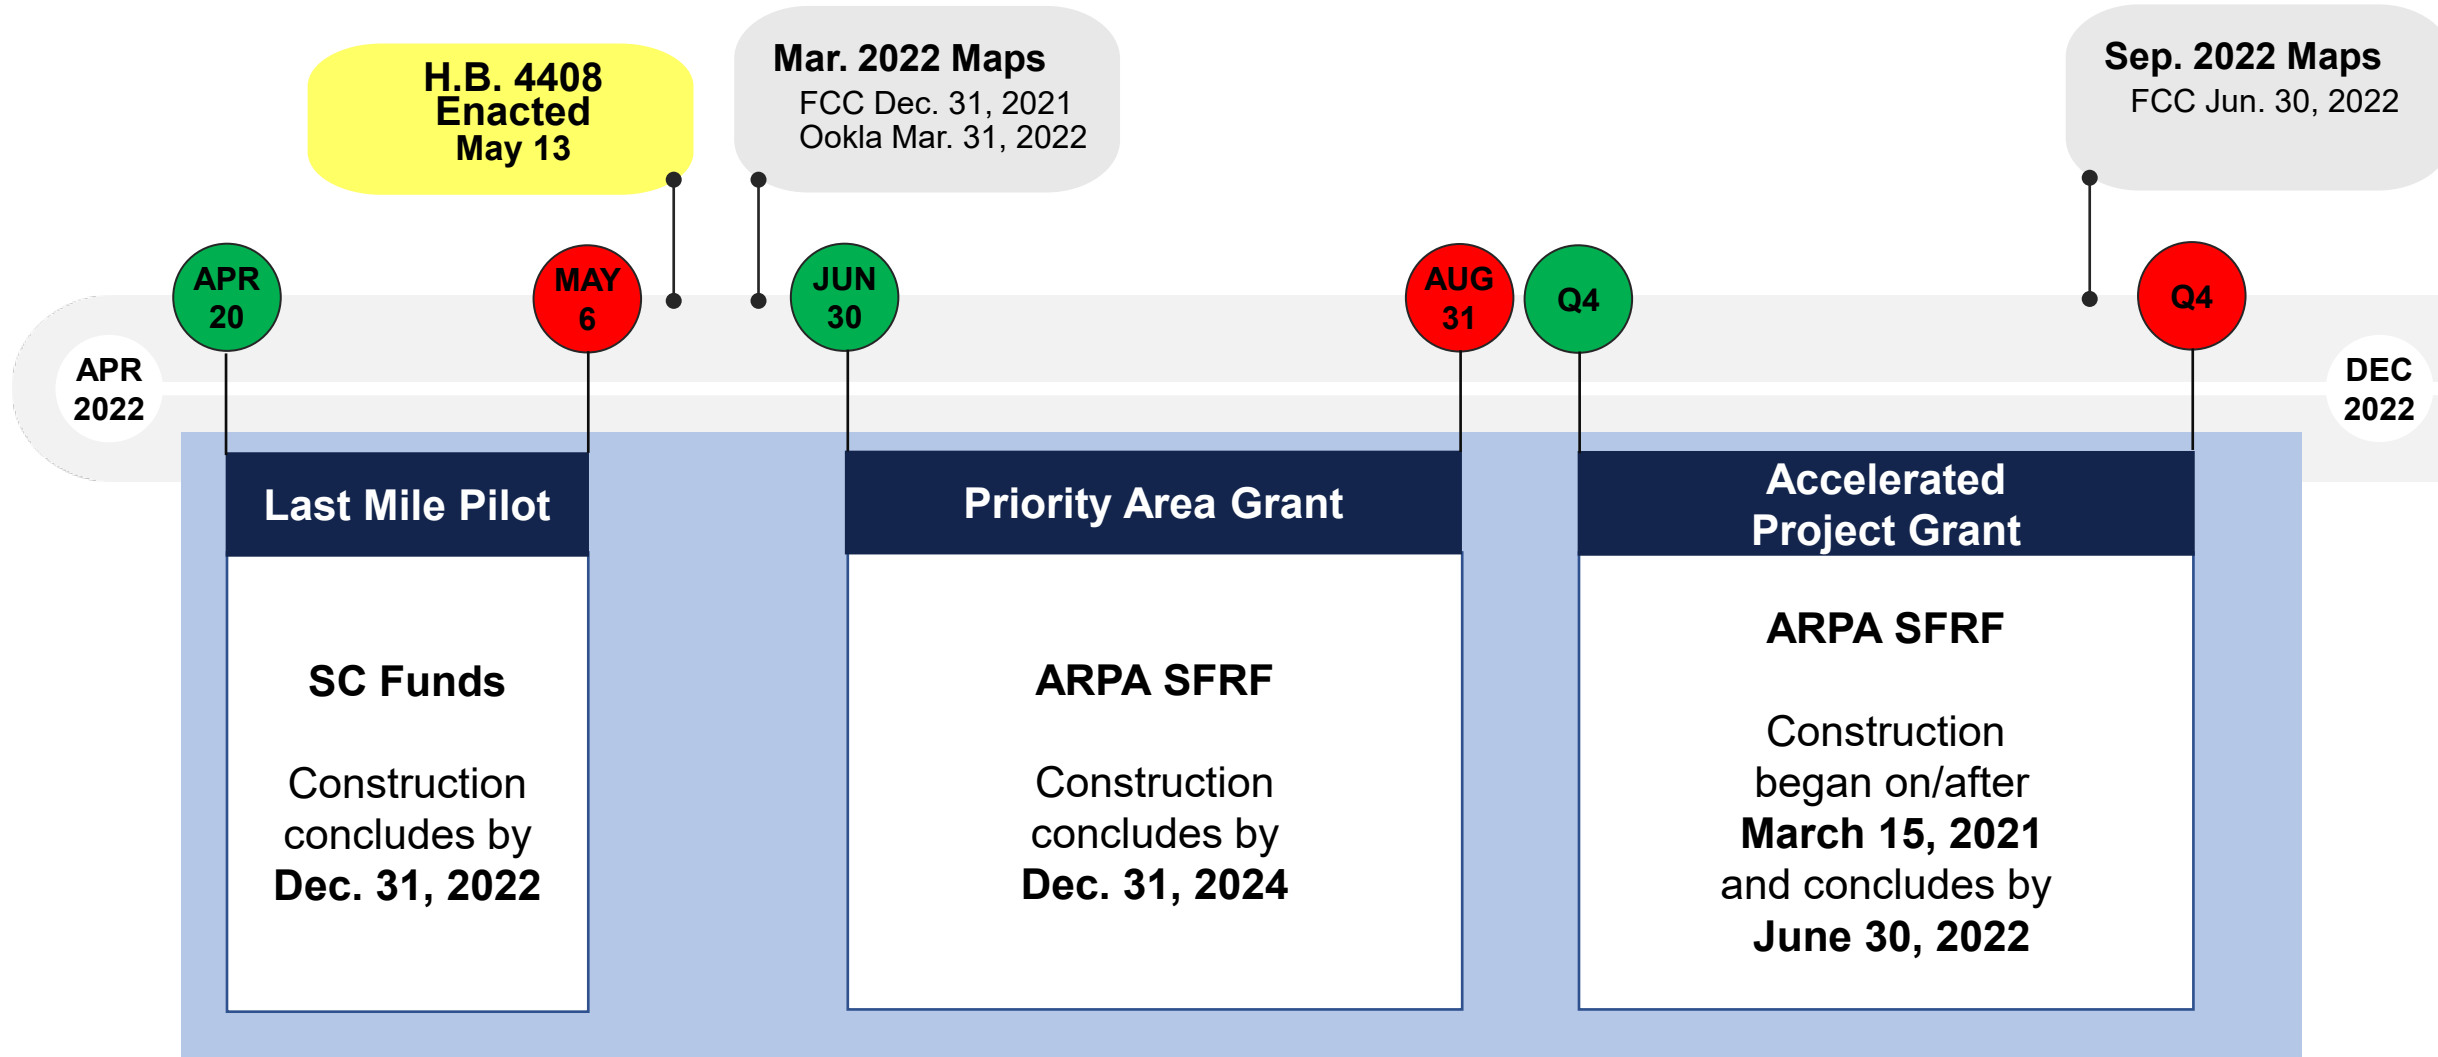 H.B. 4408
Enacted
May 13
Mar. 2022 Maps
FCC Dec. 31, 2021
Ookla Mar. 31, 2022
Sep. 2022 Maps
FCC Jun. 30, 2022
APR
20
MAY
6
JUN
30
AUG
31
Q4
Q4
APR
2022
DEC
2022
Last Mile Pilot
SC Funds
Construction
concludes by
Dec. 31, 2022
Priority Area Grant
ARPA SFRF
Construction
concludes by
Dec. 31, 2024
Accelerated
Project Grant
ARPA SFRF
Construction
began on/after
March 15, 2021
and concludes by
June 30, 2022